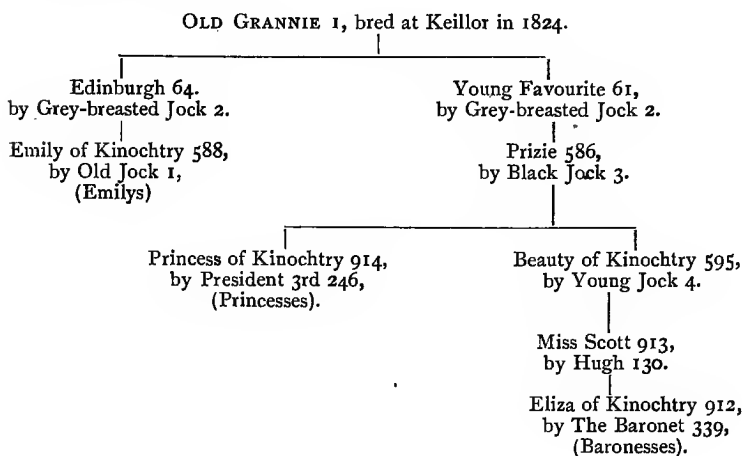 OLD GRANNIE 1, bred at Keillor in 1824.
Edinburgh 64.
by Grey-breasted Jock 2.
Emily of Kinochtry 588,
by Old Jock 1,
(Emilys)
Young Favourite 61,
by Grey-breasted Jock 2.
Prizie 586,
by Black Jock 3.
Princess of Kinochtry 914,
by President 3rd 246,
(Princesses).
Beauty of Kinochtry 595,
by Young Jock 4.
Miss Scott 913,
by Hugh 130.
Eliza of Kinochtry 912,
by The Baronet 339,
(Baronesses).